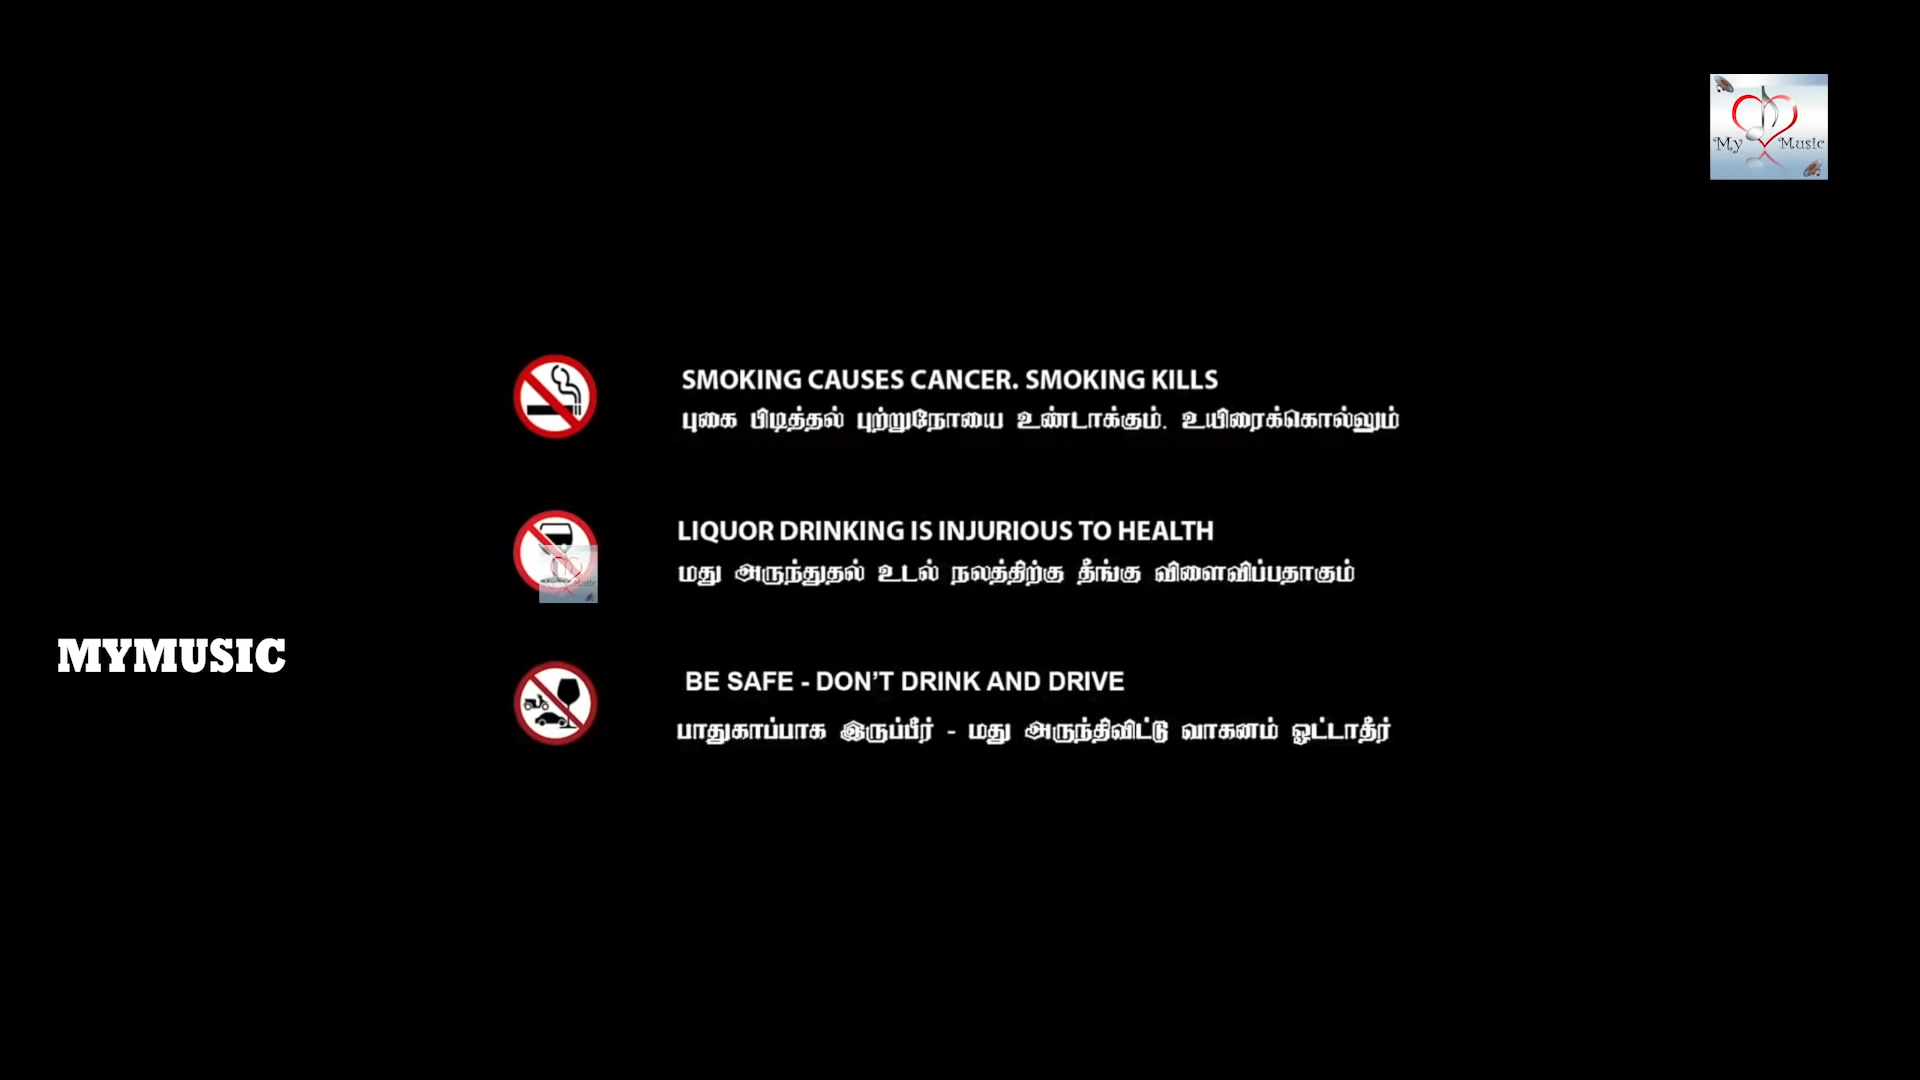 My Music
SMOKING CAUSES CANCER. SMOKING KILLS
புகை பிடித்தல் புற்றுநோயை உண்டாக்கும். உயிரைக்கொல்லும்
LIQUOR DRINKING IS INJURIOUS TO HEALTH
மது அருந்துதல் உடல் நலத்திற்கு தீங்கு விளைவிப்பதாகும்
Music
MYMUSIC
BE SAFE - DON'T DRINK AND DRIVE
பாதுகாப்பாக இருப்பீர் - மது அருந்திவிட்டு வாகனம் ஓட்டாதீர்